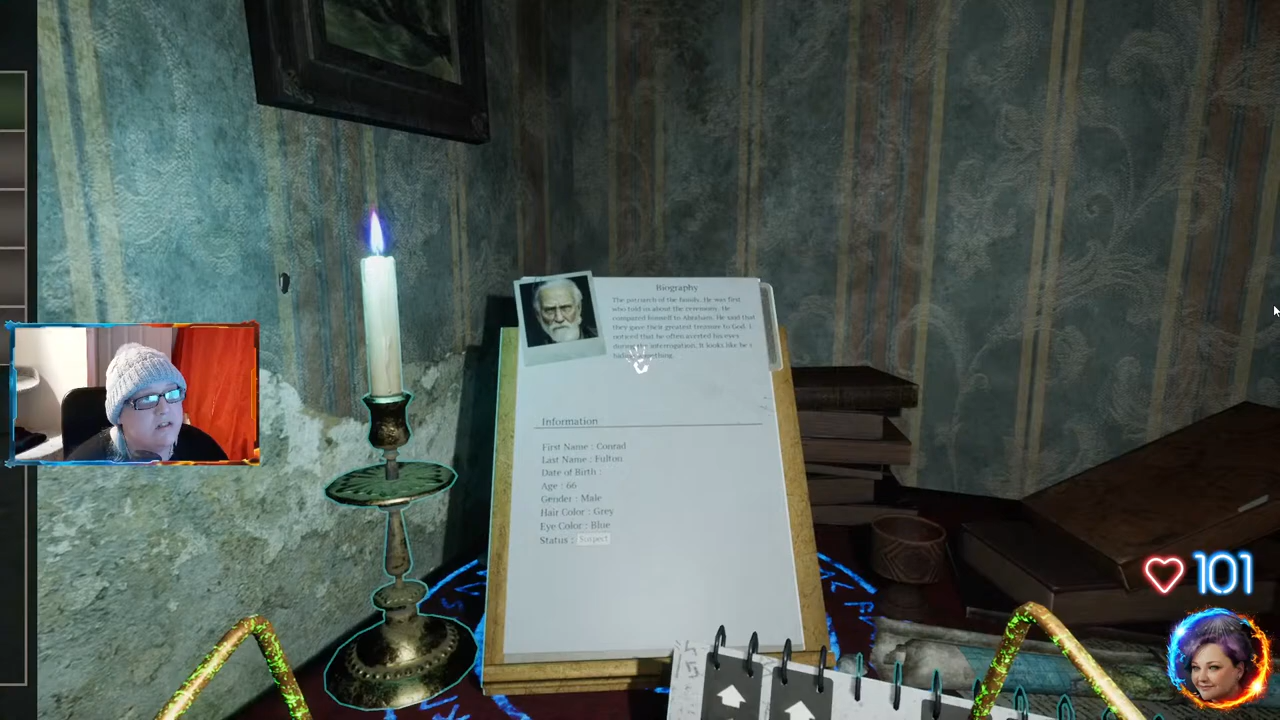 Biography
The patriarch of the family. He was first
who told us about the ceremony. He
compared himself to Abraham. He said that
they gave their greatest treasure to God. I
noticed that he often averted his eyes
during the interrogation. It looks like he's
hiding something.
Information
First Name : Conrad
Last Name : Fulton
Date of Birth :
Age : 66
Gender : Male
Hair Color : Grey
Eye Color : Blue
Status : Suspect
101